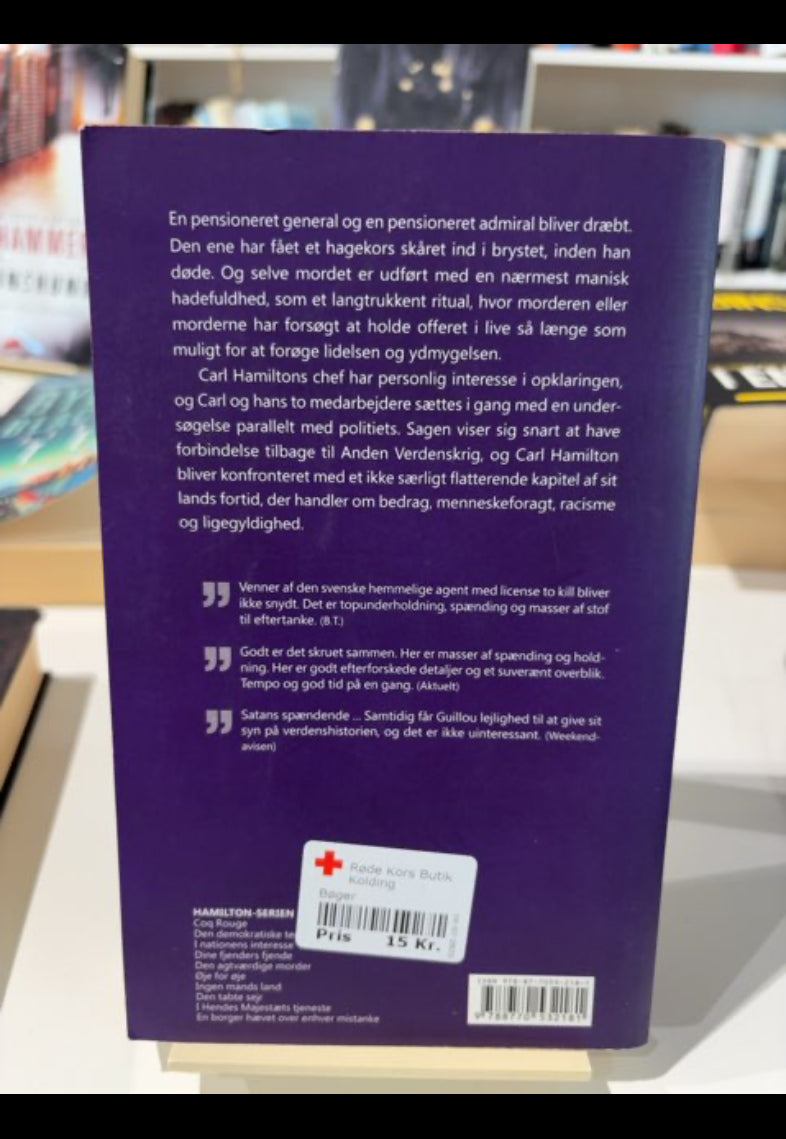 En pensioneret general og en pensioneret admiral bliver dræbt.
Den ene har fået et hagekors skåret ind i brystet, inden han
døde. Og selve mordet er udført med en nærmest manisk
hadefuldhed, som et langtrukkent ritual, hvor morderen eller
morderne har forsøgt at holde offeret i live så længe som
muligt for at forøge lidelsen og ydmygelsen.
Carl Hamiltons chef har personlig interesse i opklaringen,
og Carl og hans to medarbejdere sættes i gang med en under-
søgelse parallelt med politiets. Sagen viser sig snart at have
forbindelse tilbage til Anden Verdenskrig, og Carl Hamilton
bliver konfronteret med et ikke særligt flatterende kapitel af sit
lands fortid, der handler om bedrag, menneskeforagt, racisme
og ligegyldighed.
Venner af den svenske hemmelige agent med license to kill bliver
ikke snydt. Det er topunderholdning, spænding og masser af stof
til eftertanke. (B.T.)
Godt er det skruet sammen. Her er masser af spænding og hold-
ning. Her er godt efterforskede detaljer og et suverænt overblik.
Tempo og god tid på en gang. (Aktuelt)
Satans spændende ... Samtidig får Guillou lejlighed til at give sit
syn på verdenshistorien, og det er ikke uinteressant. (Weekend-
avisen)
Røde Kors Butik
Kolding
Bøger
Pris 15 Kr.
HAMILTON-SERIEN
Coq Rouge
Den demokratiske
I nationens interesse
Dine fjenders fjende
Den agtværdige morder
Øje for øje
Ingen mands land
Den tabte sejr
I Hendes Majestæts tjeneste
En borger hævet over enhver mistanke
9 788770 532181